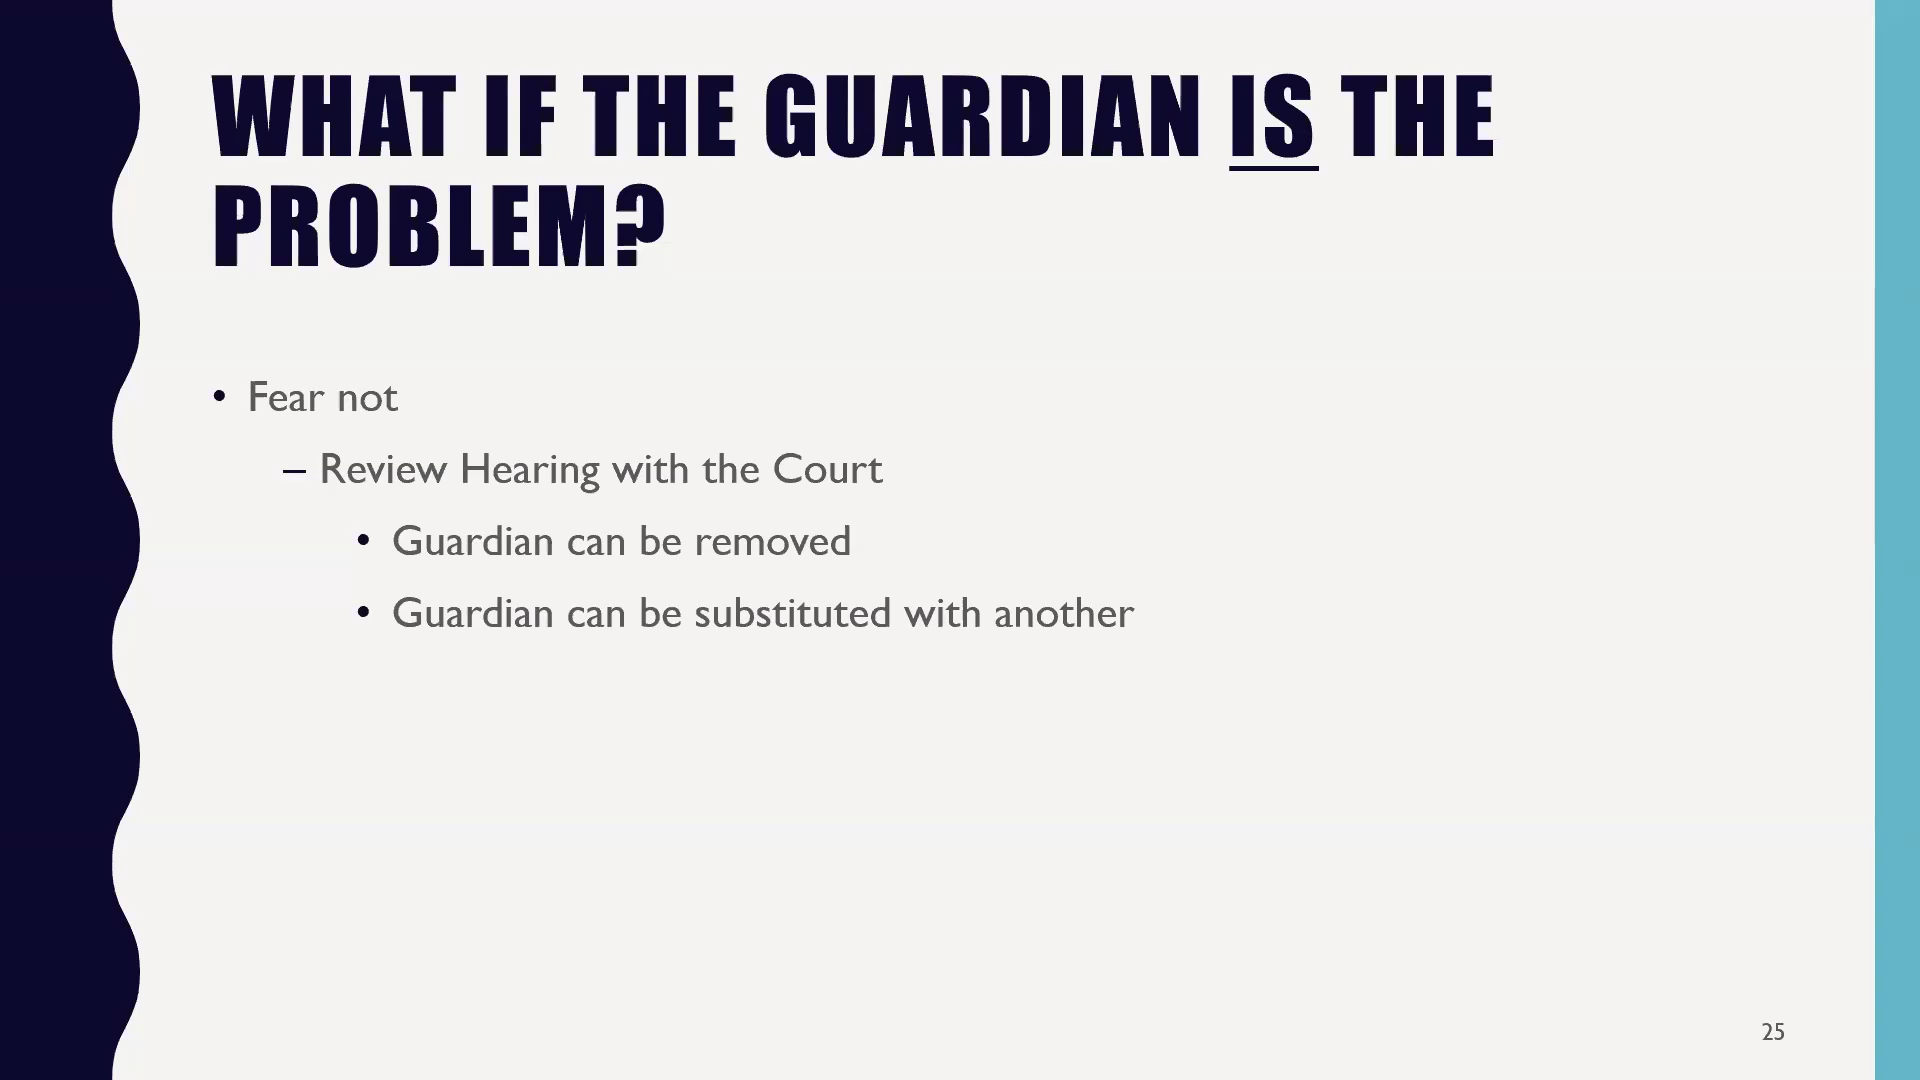 WHAT IF THE GUARDIAN IS THE
PROBLEM?
• Fear not
– Review Hearing with the Court
• Guardian can be removed
• Guardian can be substituted with another
25